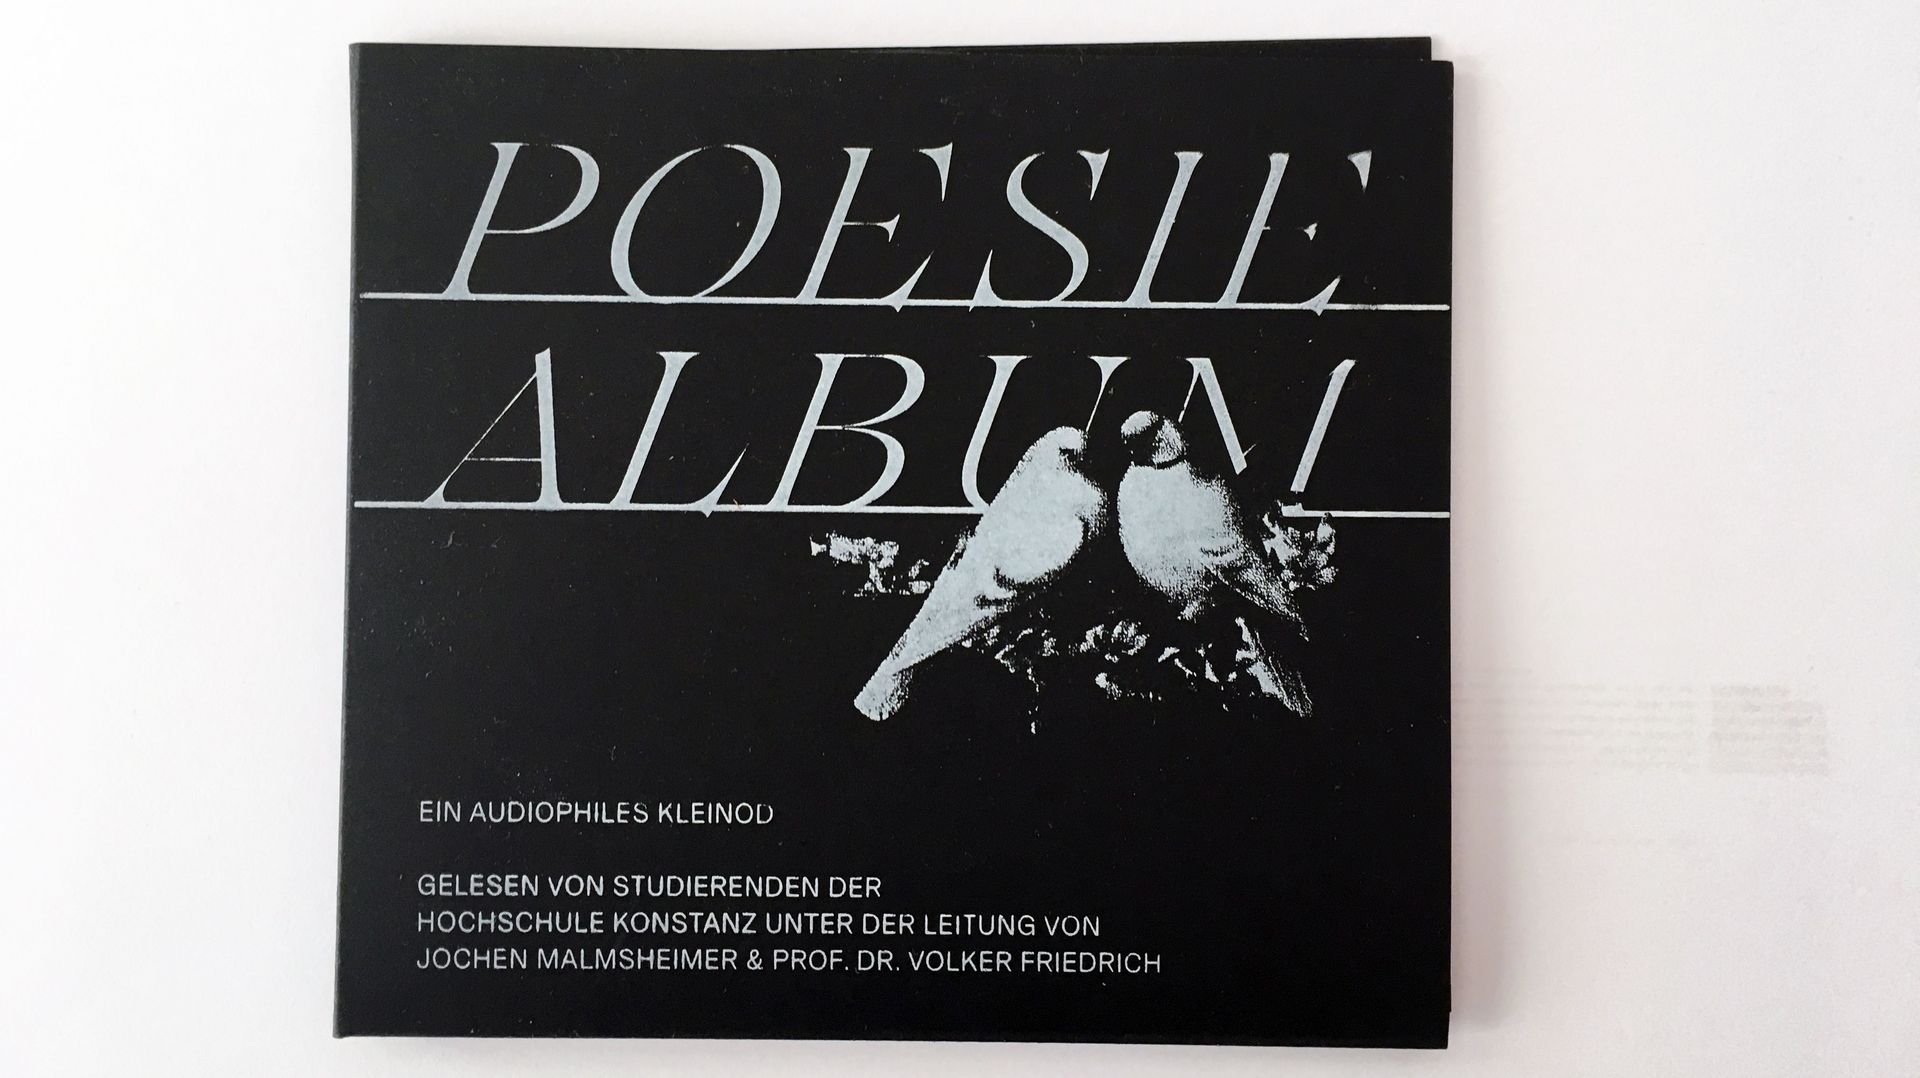 POESIE
ALBUM
EIN AUDIOPHILES KLEINOD
GELESEN VON STUDIERENDEN DER
HOCHSCHULE KONSTANZ UNTER DER LEITUNG VON
JOCHEN MALMSHEIMER & PROF. DR. VOLKER FRIEDRICH